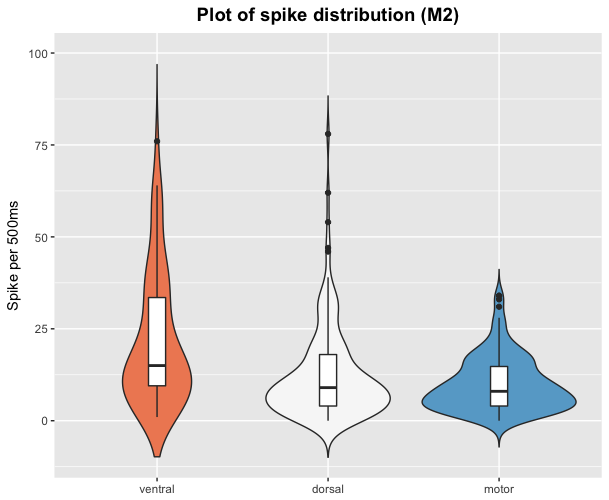 Plot of spike distribution (M2)
100
75
50
25
0
Spike per 500ms
ventral dorsal motor